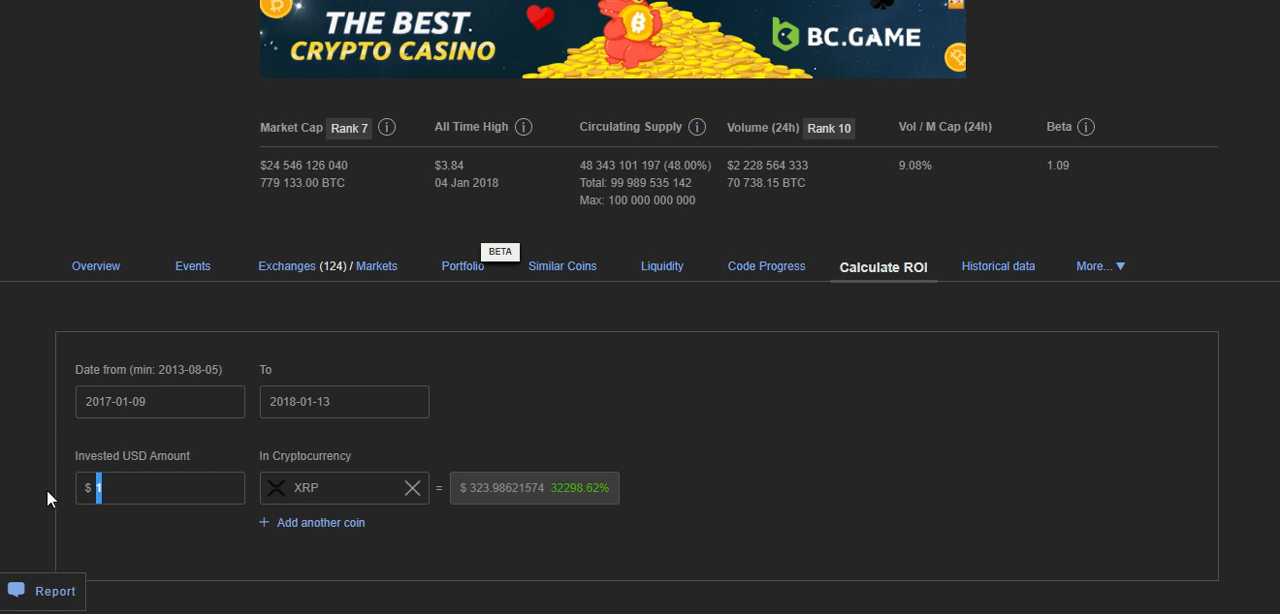 THE BEST.
CRYPTO CASINO
BC.GAME
Market Cap Rank 7 All Time High Circulating Supply Volume (24h) Rank 10 Vol / M Cap (24h) Beta
$24 546 126 040 $3.84 48 343 101 197 (48.00%) $2 228 564 333 9.08% 1.09
779 133.00 BTC 04 Jan 2018 Total: 99 989 535 142 70 738.15 BTC
Max: 100 000 000 000
BETA
Overview Events Exchanges (124) / Markets Portfolio Similar Coins Liquidity Code Progress Calculate ROI Historical data More... ▼
Date from (min: 2013-08-05) To
2017-01-09 2018-01-13
Invested USD Amount In Cryptocurrency
$ 1 XRP = $ 323.98621574 32298.62%
+ Add another coin
Report